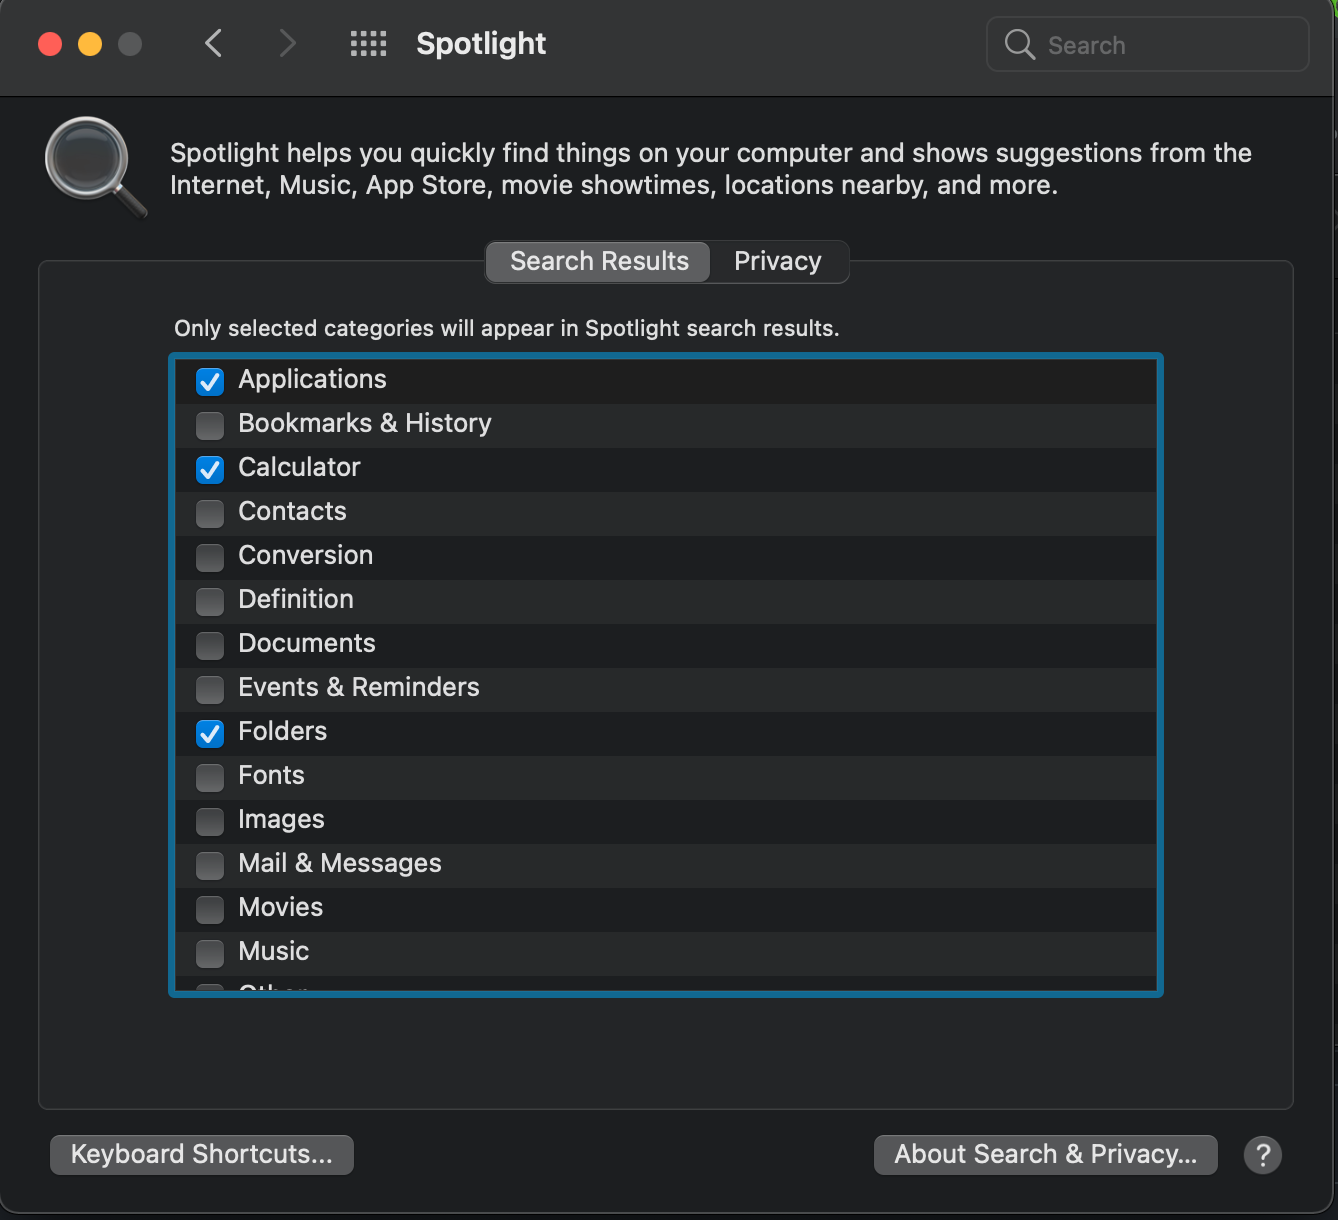 Spotlight
Search
Spotlight helps you quickly find things on your computer and shows suggestions from the
Internet, Music, App Store, movie showtimes, locations nearby, and more.
Search Results
Privacy
Only selected categories will appear in Spotlight search results.
Applications
Bookmarks & History
Calculator
Contacts
Conversion
Definition
Documents
Events & Reminders
Folders
Fonts
Images
Mail & Messages
Movies
Music
Keyboard Shortcuts...
About Search & Privacy...
?